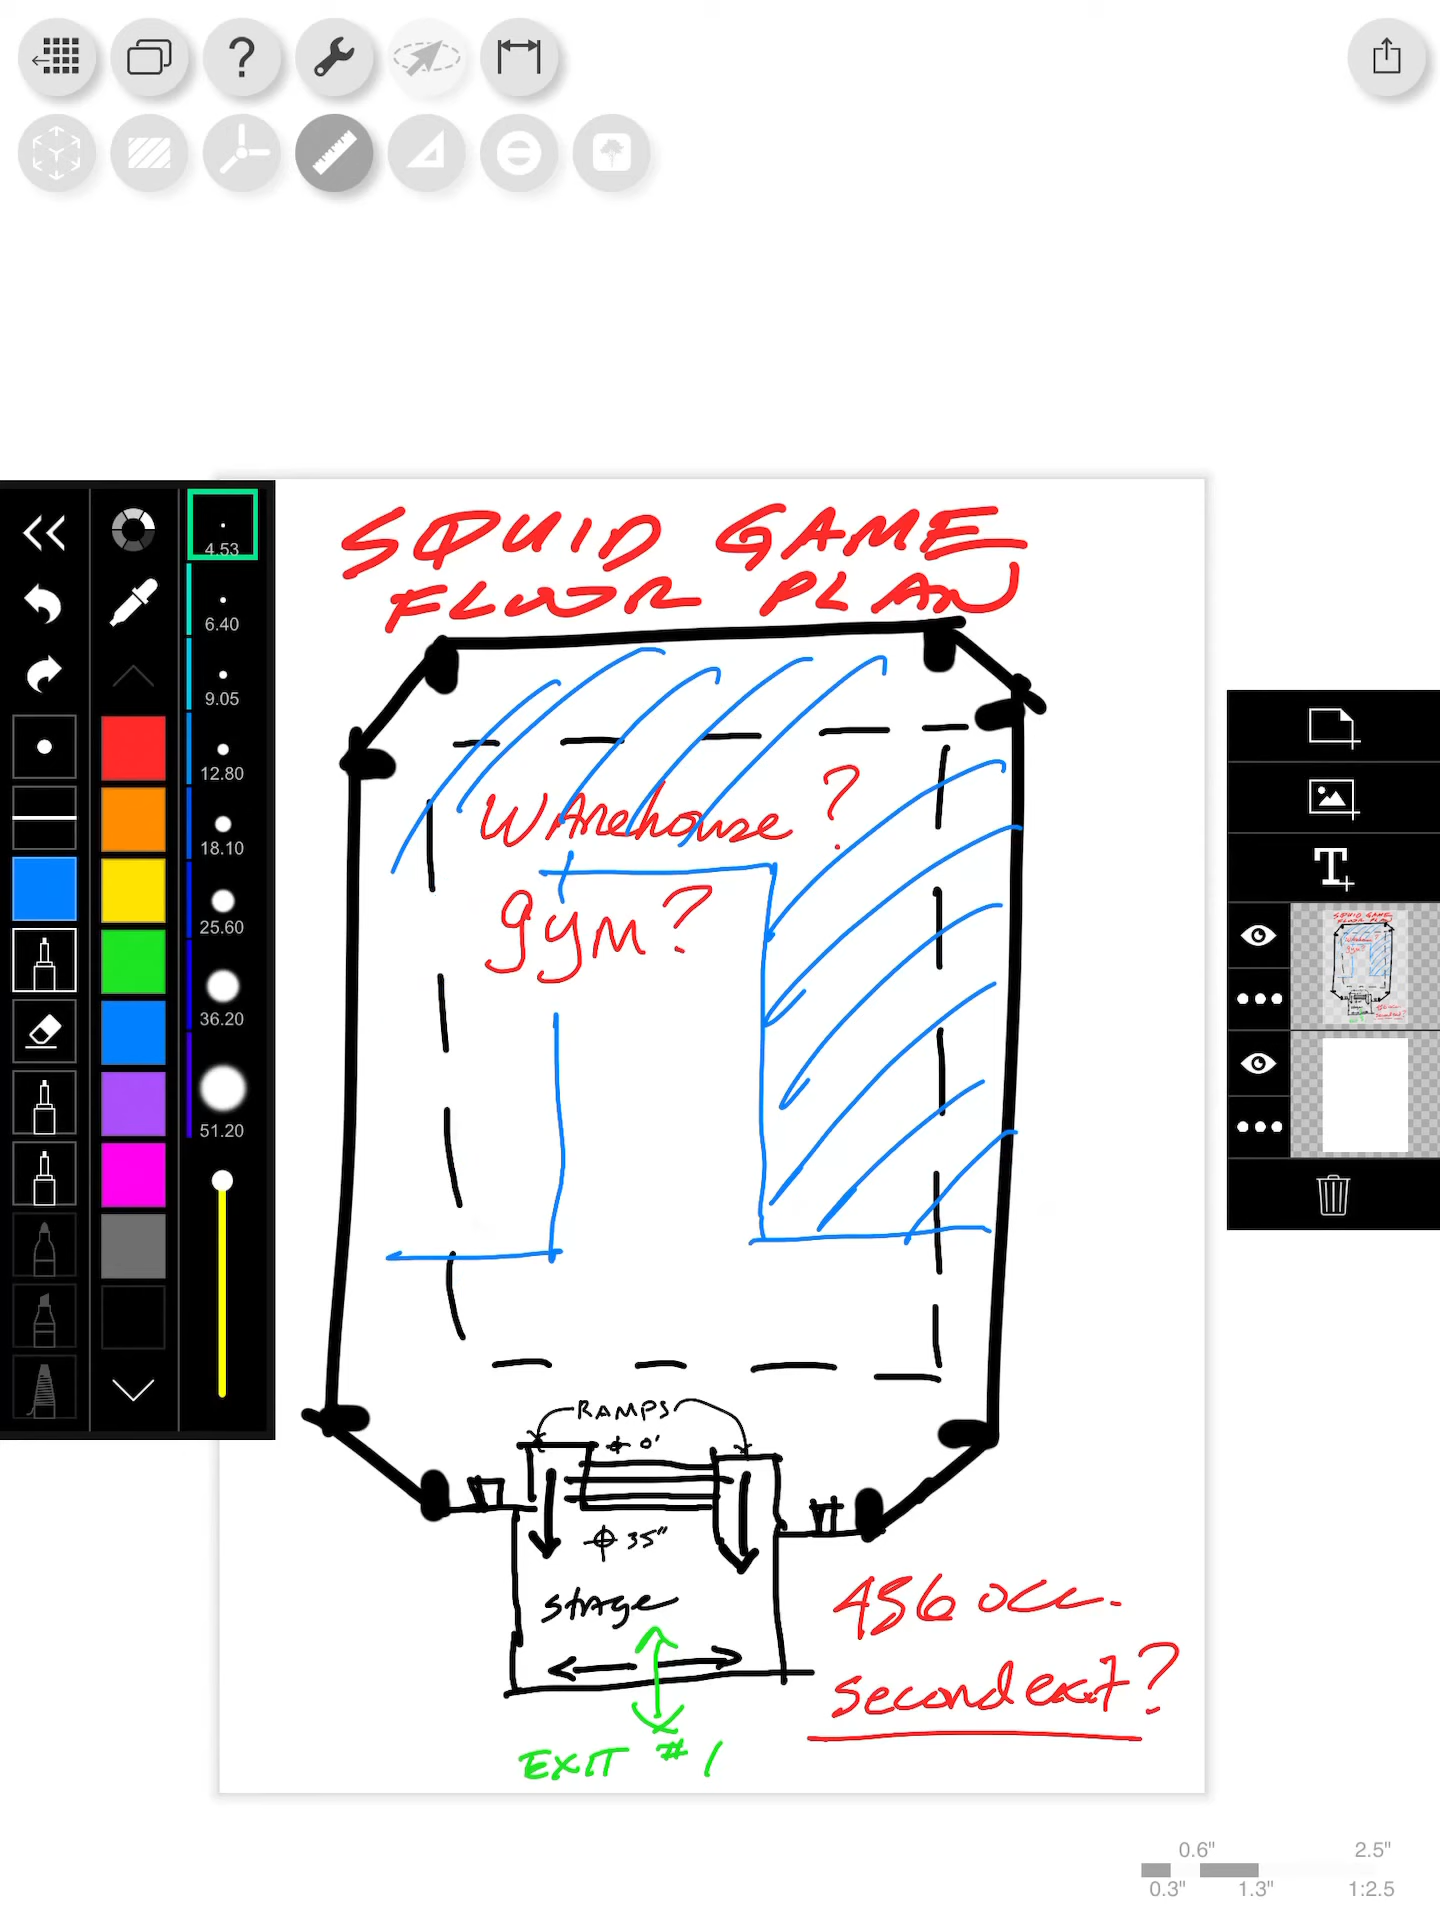 ?
4.53
6.40
9.05
12.80
18.10
25.60
36.20
51.20
SQUID GAME
FLOOR PLAN
Warehouse ?
gym?
RAMPS
0'
35"
stage
EXIT #1
456 occ.
second exit?
T
0.6" 2.5"
0.3" 1.3" 1:2.5